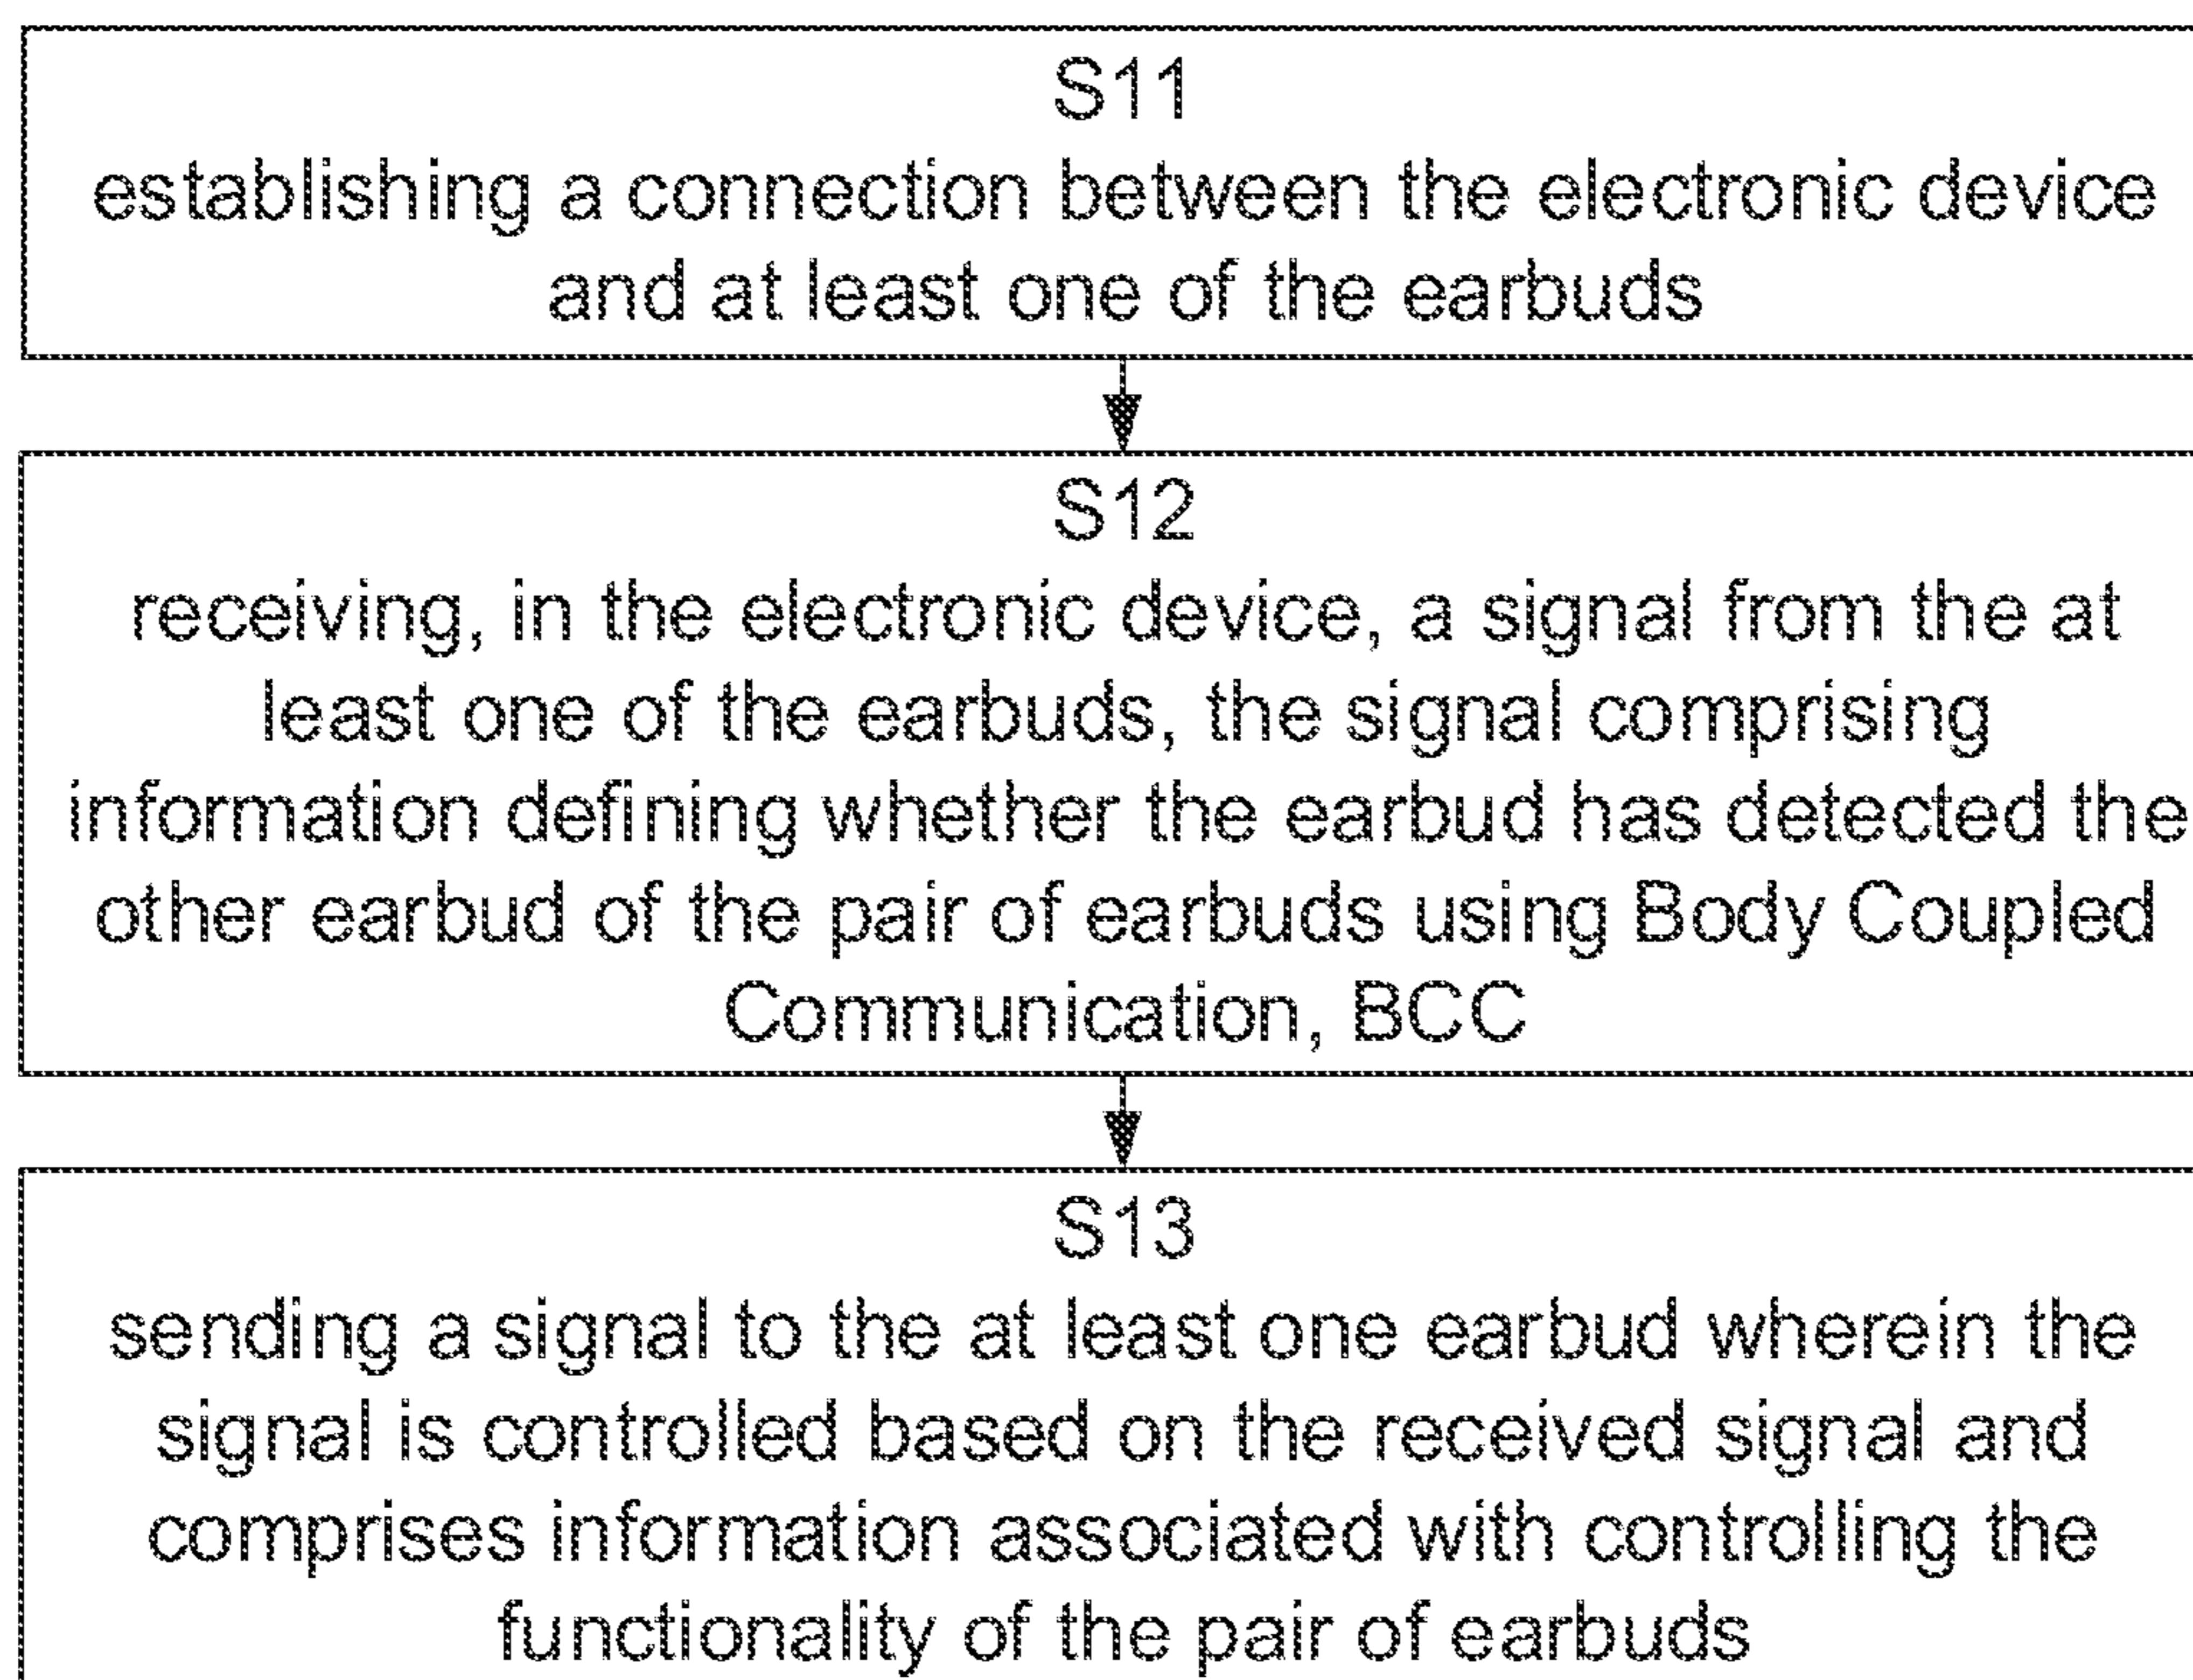 S11
establishing a connection between the electronic device
and at least one of the earbuds
S12
receiving, in the electronic device, a signal from the at
least one of the earbuds, the signal comprising
information defining whether the earbud has detected the
other earbud of the pair of earbuds using Body Coupled
Communication, BCC
S13
sending a signal to the at least one earbud wherein the
signal is controlled based on the received signal and
comprises information associated with controlling the
functionality of the pair of earbuds